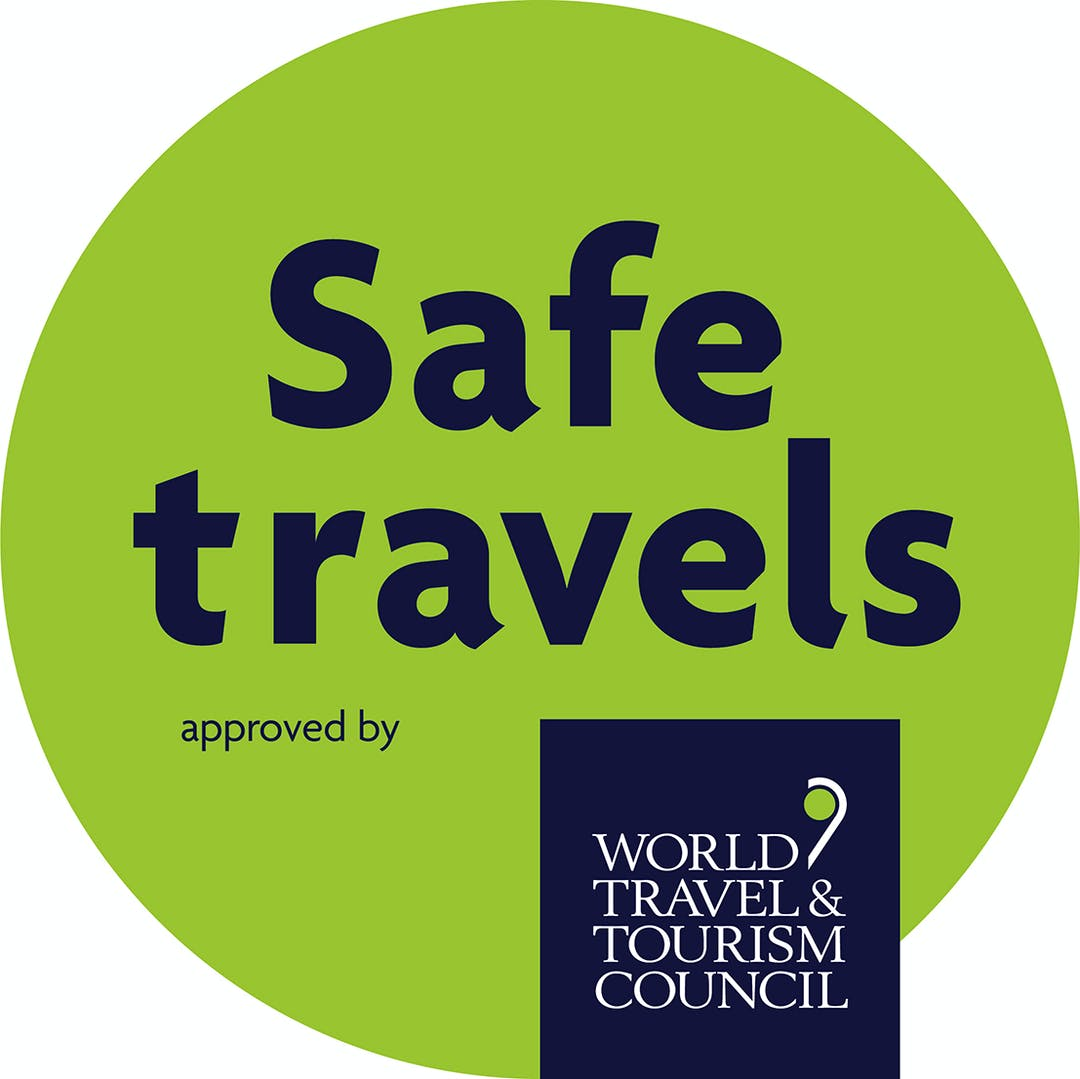 Safe
travels
approved by
WORLD
TRAVEL &
TOURISM
COUNCIL